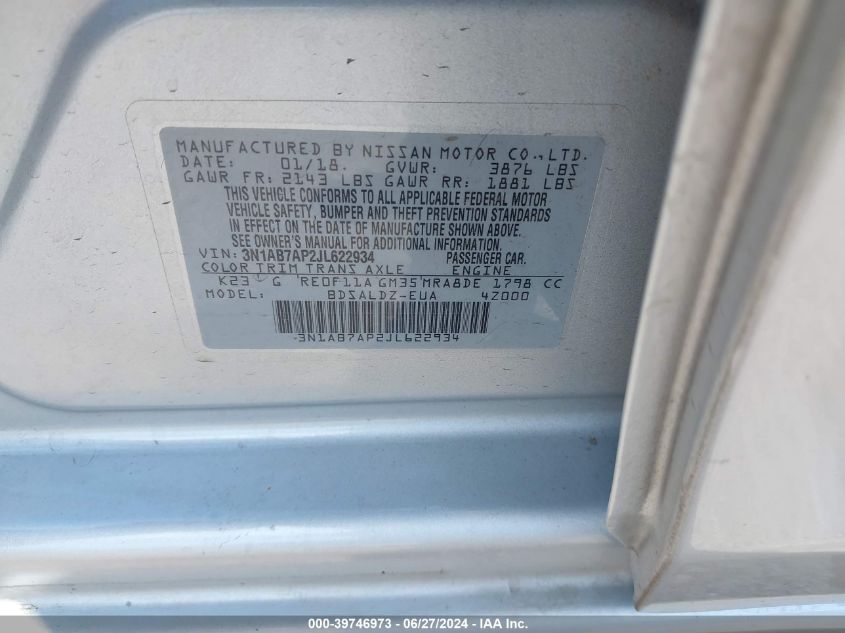 MANUFACTURED BY NISSAN MOTOR CO.,LTD.
DATE: 01/18. GVWR: 3876 LBS
GAWR FR: 2143 LBS GAWR RR: 1881 LBS
THIS VEHICLE CONFORMS TO ALL APPLICABLE FEDERAL MOTOR
VEHICLE SAFETY, BUMPER AND THEFT PREVENTION STANDARDS
IN EFFECT ON THE DATE OF MANUFACTURE SHOWN ABOVE.
SEE OWNER'S MANUAL FOR ADDITIONAL INFORMATION.
VIN: 3N1AB7AP2JL622934 PASSENGER CAR.
COLOR TRIM TRANS AXLE ENGINE
K23 G RE0F11A GM35 MRA8DE 1798 CC
MODEL: BDSALDZ-EUA 4Z000
3N1AB7AP2JL622934
000-39746973 - 06/27/2024 - IAA Inc.